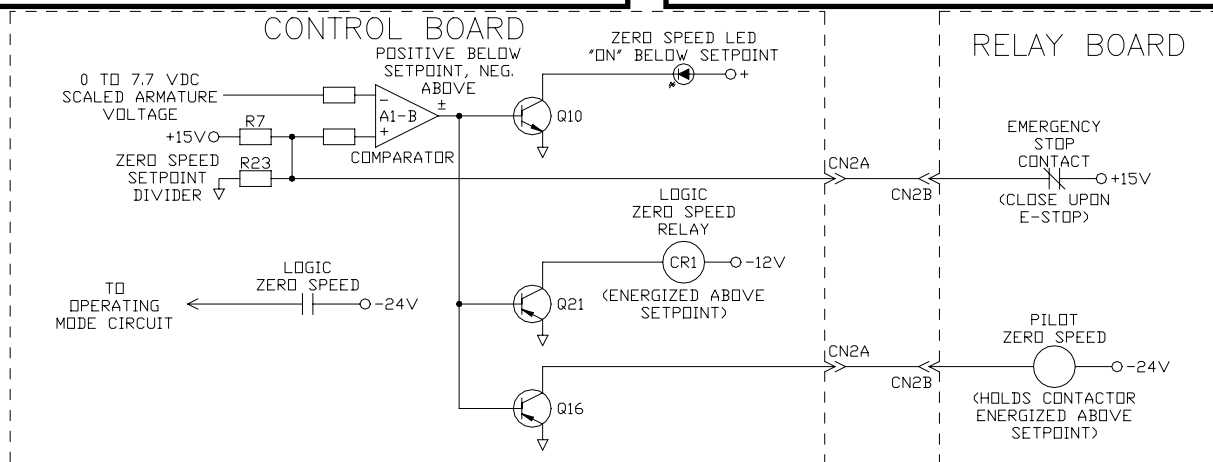 CONTROL BOARD
POSITIVE BELOW
SETPOINT, NEG.
ABOVE
±
0 TO 7.7 VDC
SCALED ARMATURE
VOLTAGE
−
A1-B
+
COMPARATOR
+15V
R7
ZERO SPEED
SETPOINT
DIVIDER
R23
ZERO SPEED LED
"ON" BELOW SETPOINT
+
Q10
RELAY BOARD
EMERGENCY
STOP
CONTACT
+15V
(CLOSE UPON
E-STOP)
CN2A
CN2B
LOGIC
ZERO SPEED
RELAY
CR1
-12V
(ENERGIZED ABOVE
SETPOINT)
Q21
LOGIC
ZERO SPEED
-24V
TO
OPERATING
MODE CIRCUIT
Q16
CN2A
CN2B
PILOT
ZERO SPEED
-24V
(HOLDS CONTACTOR
ENERGIZED ABOVE
SETPOINT)